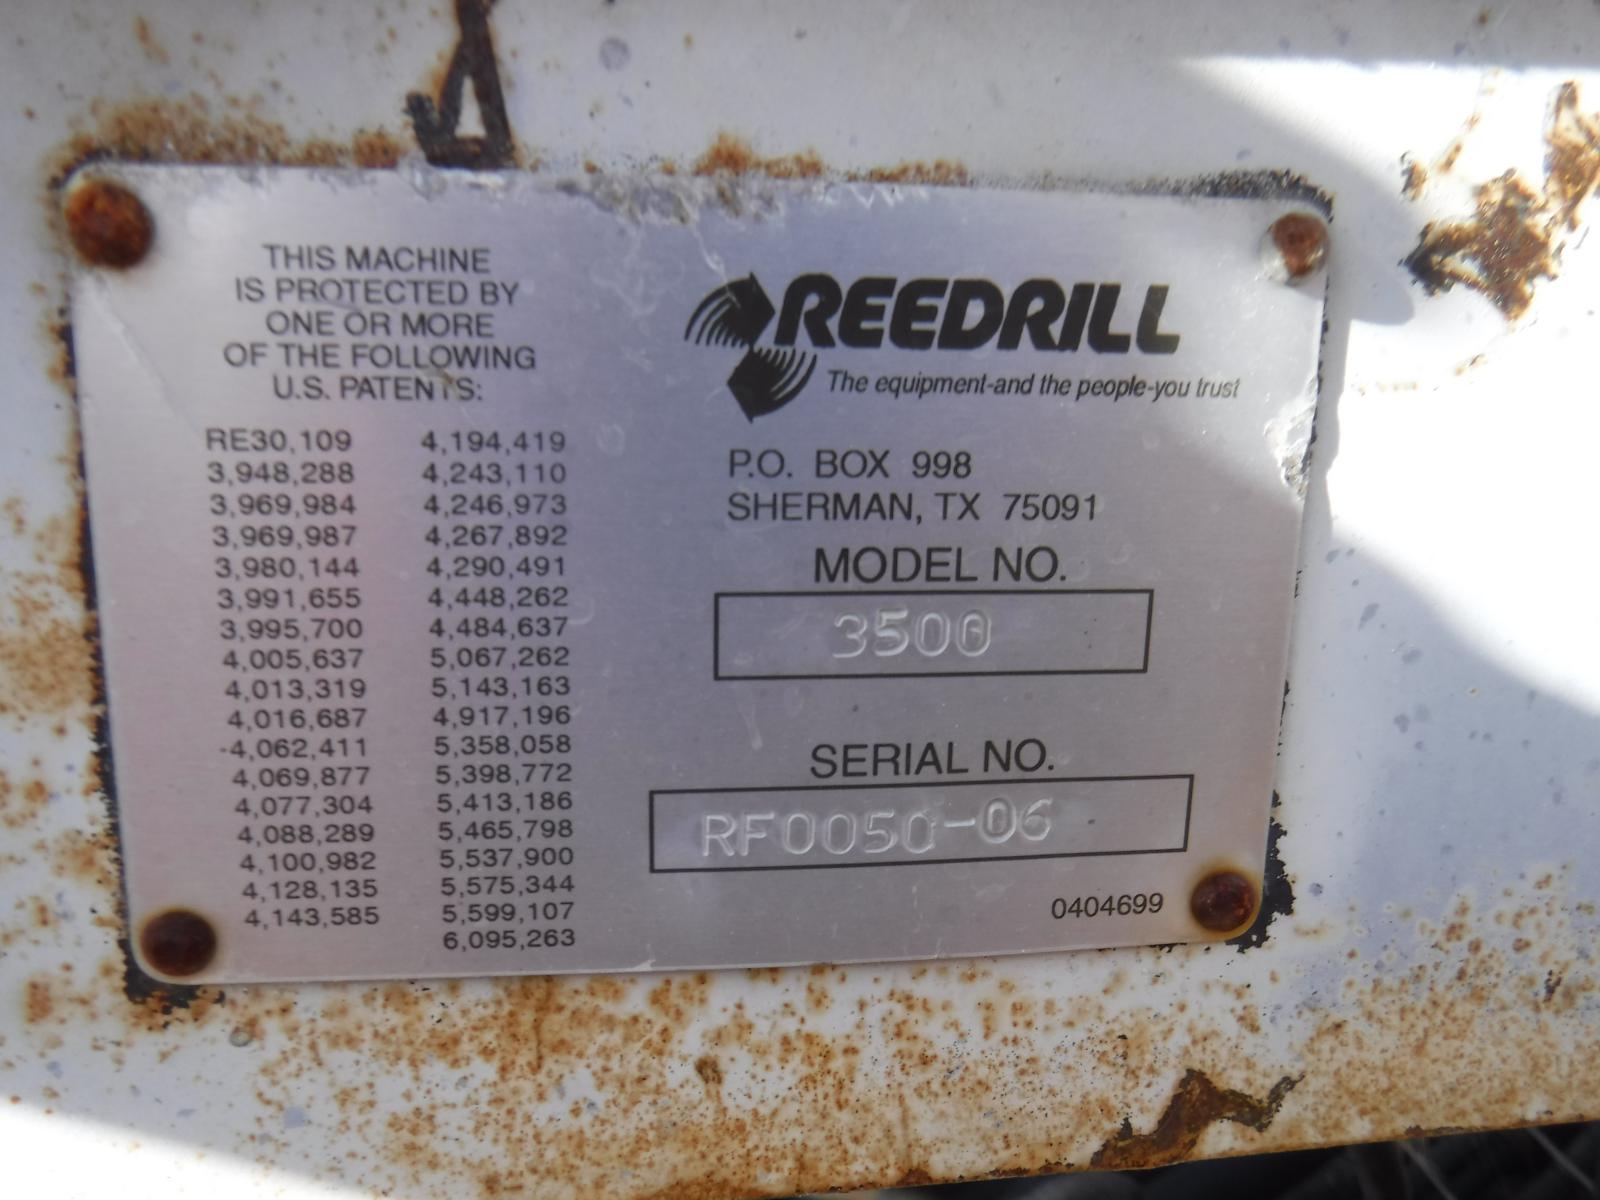 THIS MACHINE
IS PROTECTED BY
ONE OR MORE
OF THE FOLLOWING
U.S. PATENTS:
RE30,109 4,194,419
3,948,288 4,243,110
3,969,984 4,246,973
3,969,987 4,267,892
3,980,144 4,290,491
3,991,655 4,448,262
3,995,700 4,484,637
4,005,637 5,067,262
4,013,319 5,143,163
4,016,687 4,917,196
-4,062,411 5,358,058
4,069,877 5,398,772
4,077,304 5,413,186
4,088,289 5,465,798
4,100,982 5,537,900
4,128,135 5,575,344
4,143,585 5,599,107
6,095,263
REEDRILL
The equipment-and the people-you trust
P.O. BOX 998
SHERMAN, TX 75091
MODEL NO.
3500
SERIAL NO.
RF0050-06
0404699